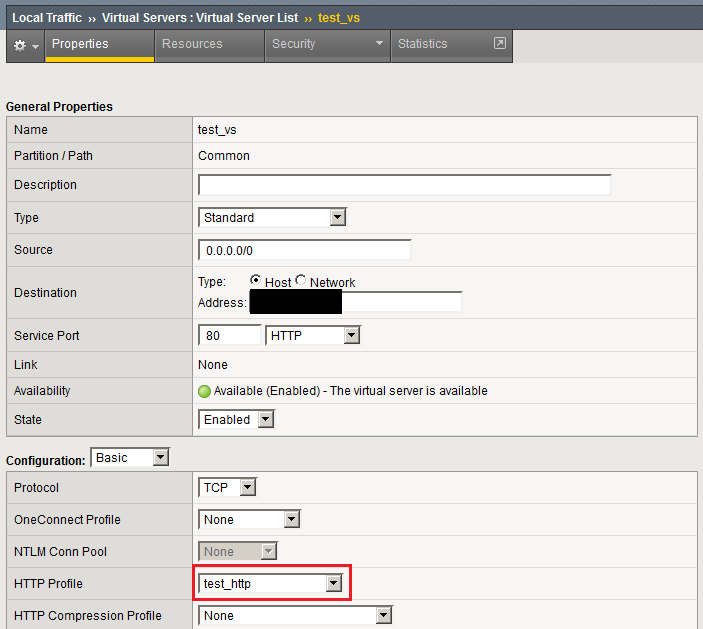 Local Traffic ›› Virtual Servers : Virtual Server List ›› test_vs
Properties Resources Security Statistics
General Properties
Name test_vs
Partition / Path Common
Description
Type Standard
Source 0.0.0.0/0
Destination Type: Host Network
Address:
Service Port 80 HTTP
Link None
Availability Available (Enabled) - The virtual server is available
State Enabled
Configuration: Basic
Protocol TCP
OneConnect Profile None
NTLM Conn Pool None
HTTP Profile test_http
HTTP Compression Profile None